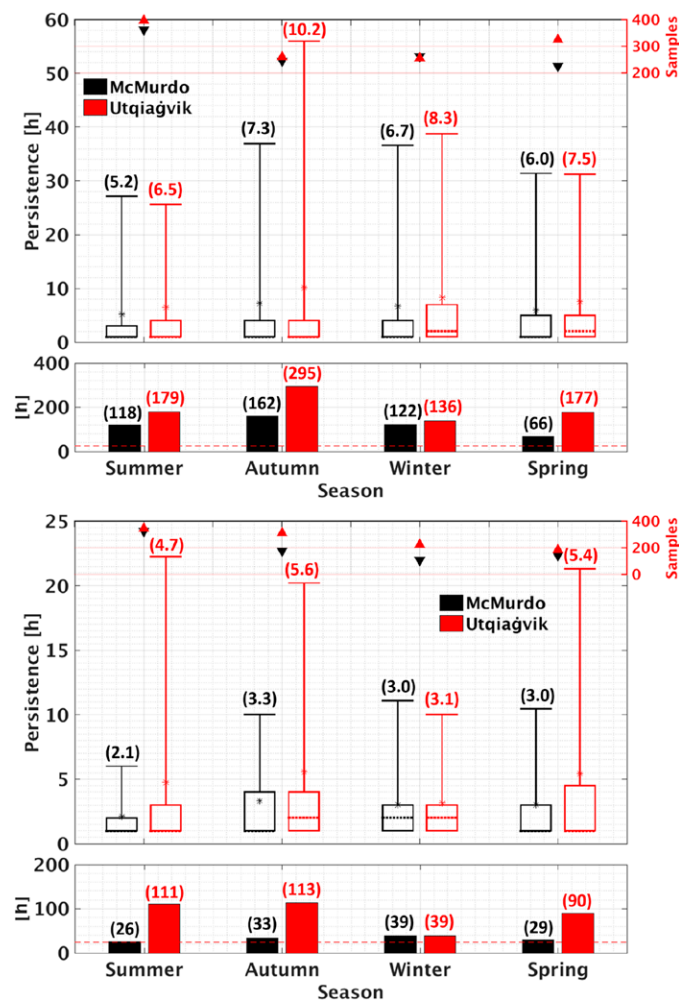 60
50
40
30
20
10
0
Persistence [h]
McMurdo
Utqiaġvik
400
300
200
Samples
(5.2)
(6.5)
(7.3)
(10.2)
(6.7)
(8.3)
(6.0)
(7.5)
400
200
0
[h]
(118)
(179)
(162)
(295)
(122)
(136)
(66)
(177)
Summer
Autumn
Winter
Spring
Season
25
20
15
10
5
0
Persistence [h]
400
200
0
Samples
McMurdo
Utqiaġvik
(2.1)
(4.7)
(3.3)
(5.6)
(3.0)
(3.1)
(3.0)
(5.4)
200
100
0
[h]
(26)
(111)
(33)
(113)
(39)
(39)
(29)
(90)
Summer
Autumn
Winter
Spring
Season